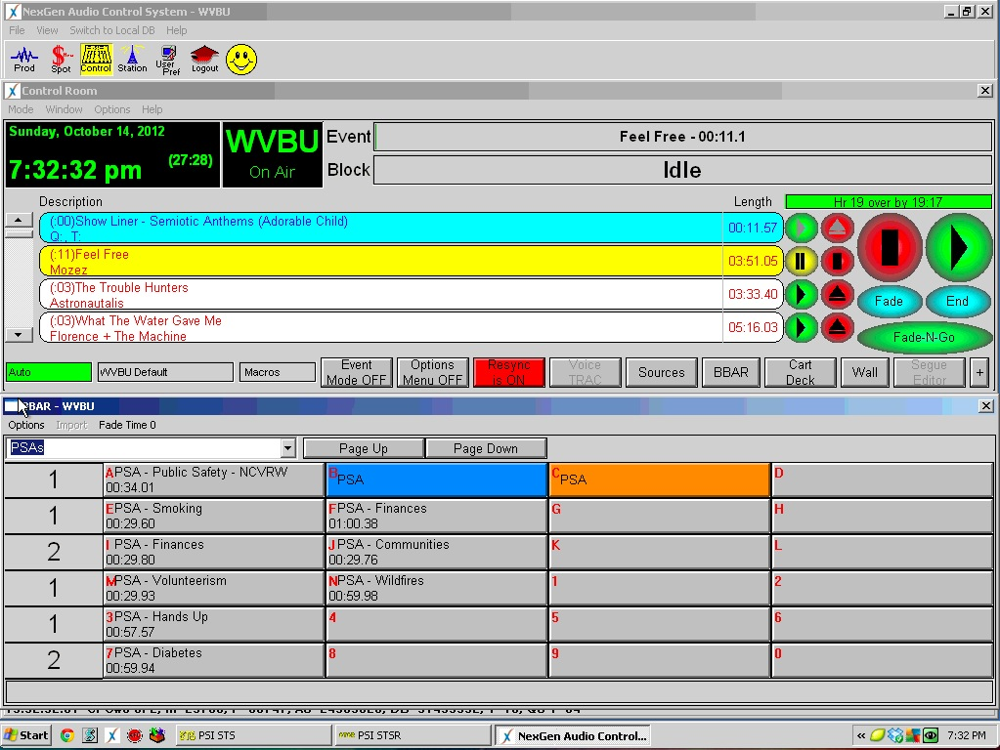 NexGen Audio Control System - WVBU
File View Switch to Local DB Help
Prod Spot Control Station User Pref Logout
Control Room
Mode Window Options Help
Sunday, October 14, 2012
7:32:32 pm (27:28)
WVBU
On Air
Event Feel Free - 00:11.1
Block Idle
Description Length Hr 19 over by 19:17
(:00)Show Liner - Semiotic Anthems (Adorable Child) 00:11.57
Q:, T:
(:11)Feel Free 03:51.05
Mozez
(:03)The Trouble Hunters 03:33.40
Astronautalis
Fade End
(:03)What The Water Gave Me 05:16.03
Florence + The Machine
Fade-N-Go
Auto WVBU Default Macros
Event Mode OFF
Options Menu OFF
Resync is ON
Voice TRAC
Sources
BBAR
Cart Deck
Wall
Segue Editor
+
BAR - WVBU
Options Import Fade Time 0
PSAs Page Up Page Down
1 A PSA - Public Safety - NCVRW B PSA C PSA D
00:34.01
1 E PSA - Smoking F PSA - Finances G H
00:29.60 01:00.38
2 I PSA - Finances J PSA - Communities K L
00:29.80 00:29.76
1 M PSA - Volunteerism N PSA - Wildfires 1 2
00:29.93 00:59.98
1 3 PSA - Hands Up 4 5 6
00:57.57
2 7 PSA - Diabetes 8 9 0
00:59.94
Start PSI STS PSI STSR NexGen Audio Control... « 7:32 PM